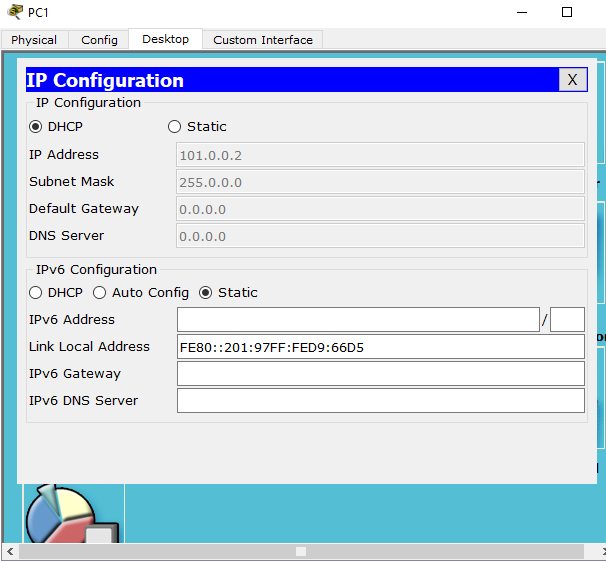 PC1
Physical Config Desktop Custom Interface
IP Configuration X
IP Configuration
DHCP Static
IP Address 101.0.0.2
Subnet Mask 255.0.0.0
Default Gateway 0.0.0.0
DNS Server 0.0.0.0
IPv6 Configuration
DHCP Auto Config Static
IPv6 Address /
Link Local Address FE80::201:97FF:FED9:66D5
IPv6 Gateway
IPv6 DNS Server